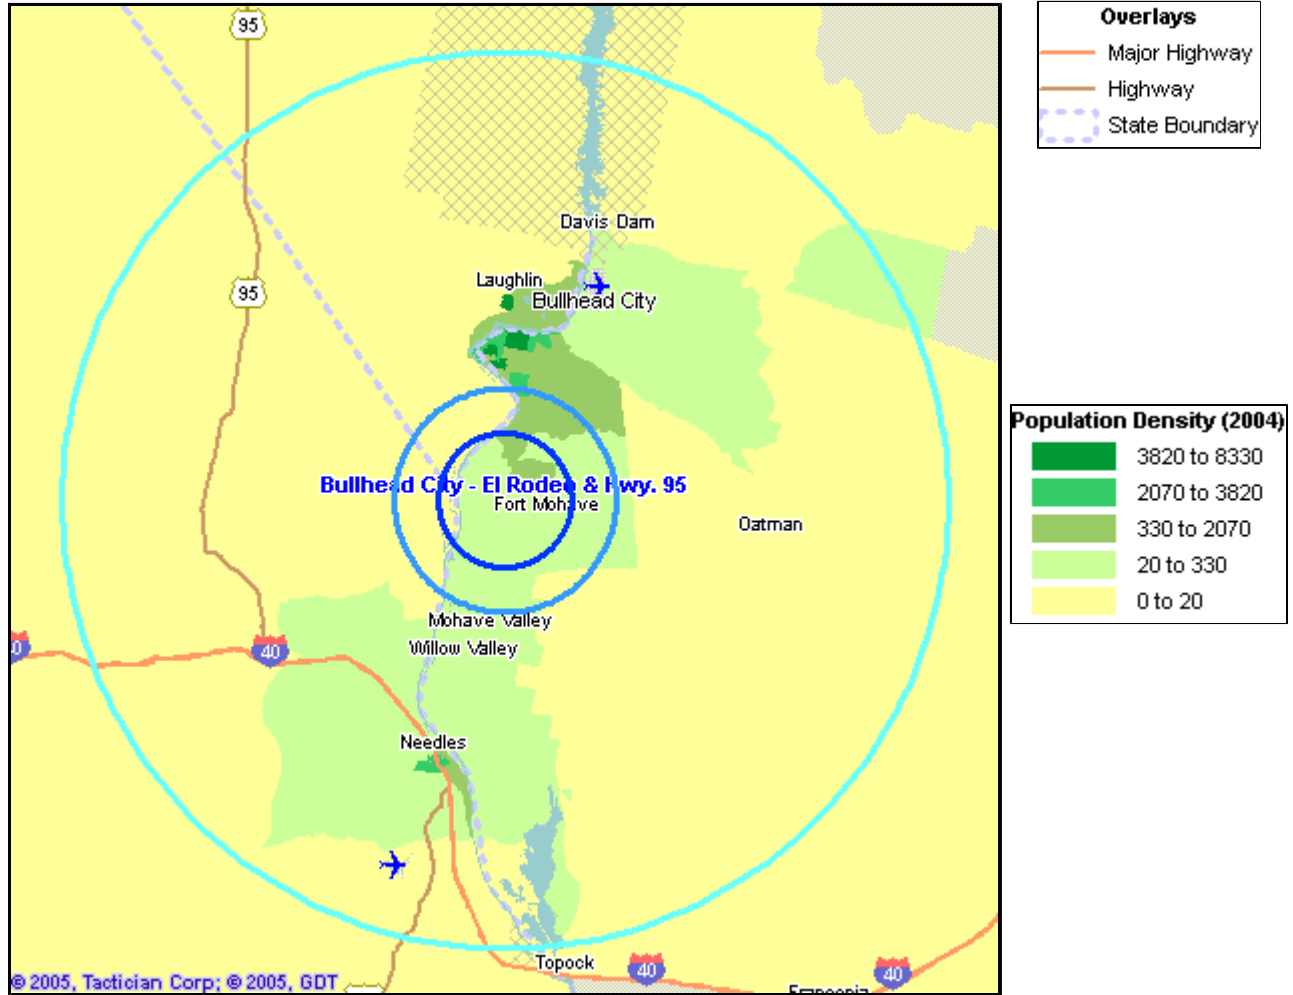 95
Overlays
Major Highway
Highway
State Boundary
Davis Dam
Laughlin
95
Bullhead City
Population Density (2004)
3820 to 8330
2070 to 3820
330 to 2070
20 to 330
0 to 20
Bullhead City - El Rodeo & Hwy. 95
Fort Mohave
Oatman
Mohave Valley
Willow Valley
0
40
Needles
Topock
40
40
© 2005, Tactician Corp; © 2005, GDT